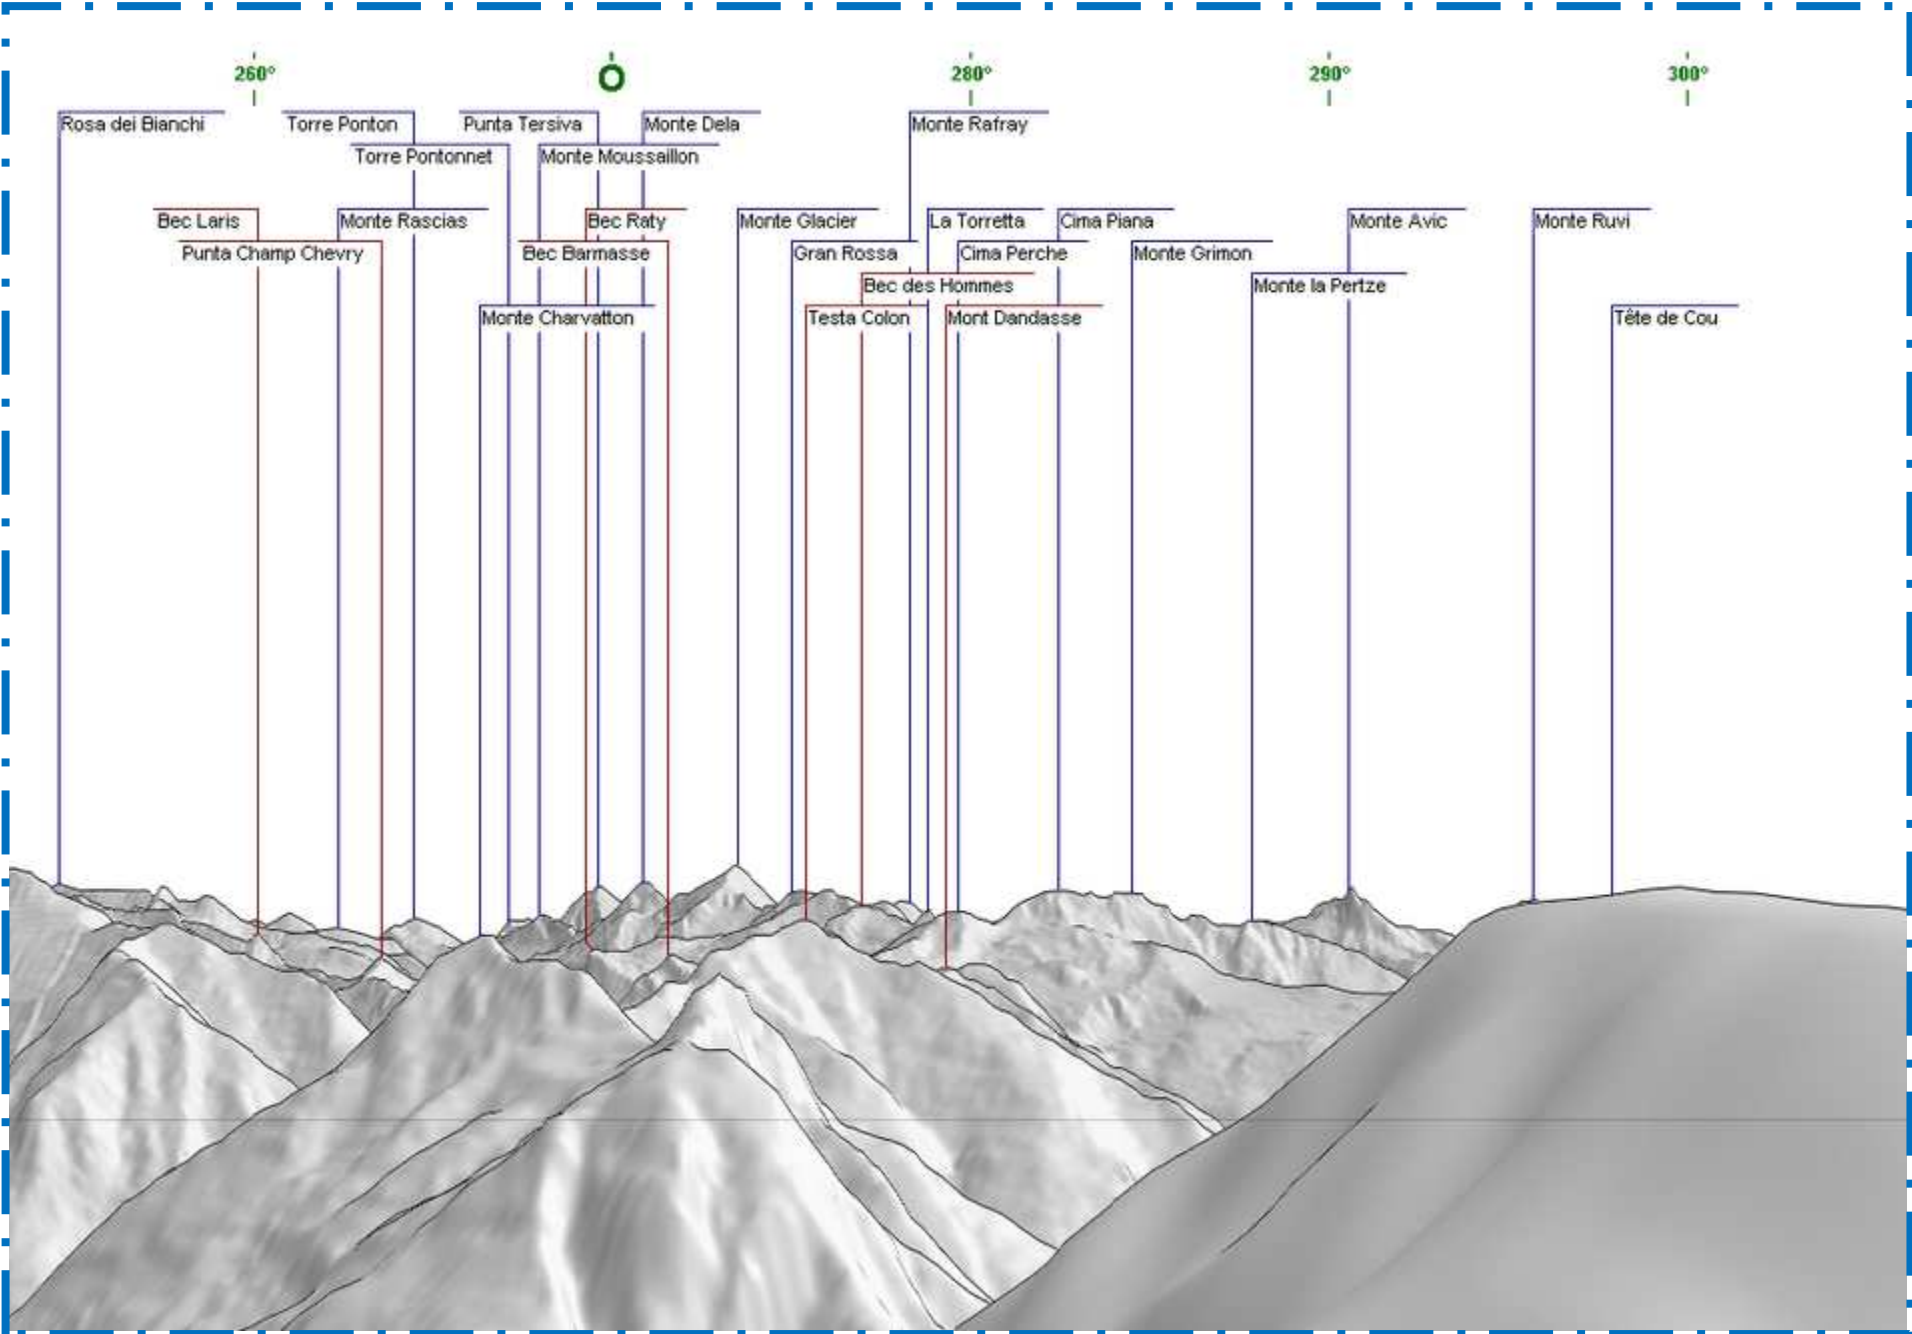 260°
O
280°
290°
300°
Rosa dei Bianchi
Torre Ponton
Punta Tersiva
Monte Dela
Monte Rafray
Torre Pontonnet
Monte Moussaillon
Bec Laris
Monte Rascias
Bec Raty
Monte Glacier
La Torretta
Cima Piana
Monte Avic
Monte Ruvi
Punta Champ Chevry
Bec Barmasse
Gran Rossa
Cima Perche
Monte Grimon
Bec des Hommes
Monte la Pertze
Monte Charvatton
Testa Colon
Mont Dandasse
Tête de Cou